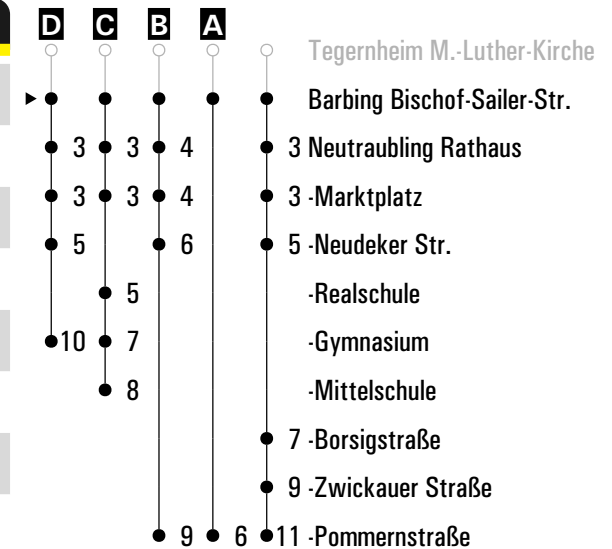 D C B A
Tegernheim M.-Luther-Kirche
Barbing Bischof-Sailer-Str.
3 3 4 3 Neutraubling Rathaus
3 3 4 3 -Marktplatz
5 6 5 -Neudeker Str.
5 -Realschule
10 7 -Gymnasium
8 -Mittelschule
7 -Borsigstraße
9 -Zwickauer Straße
9 6 11 -Pommernstraße